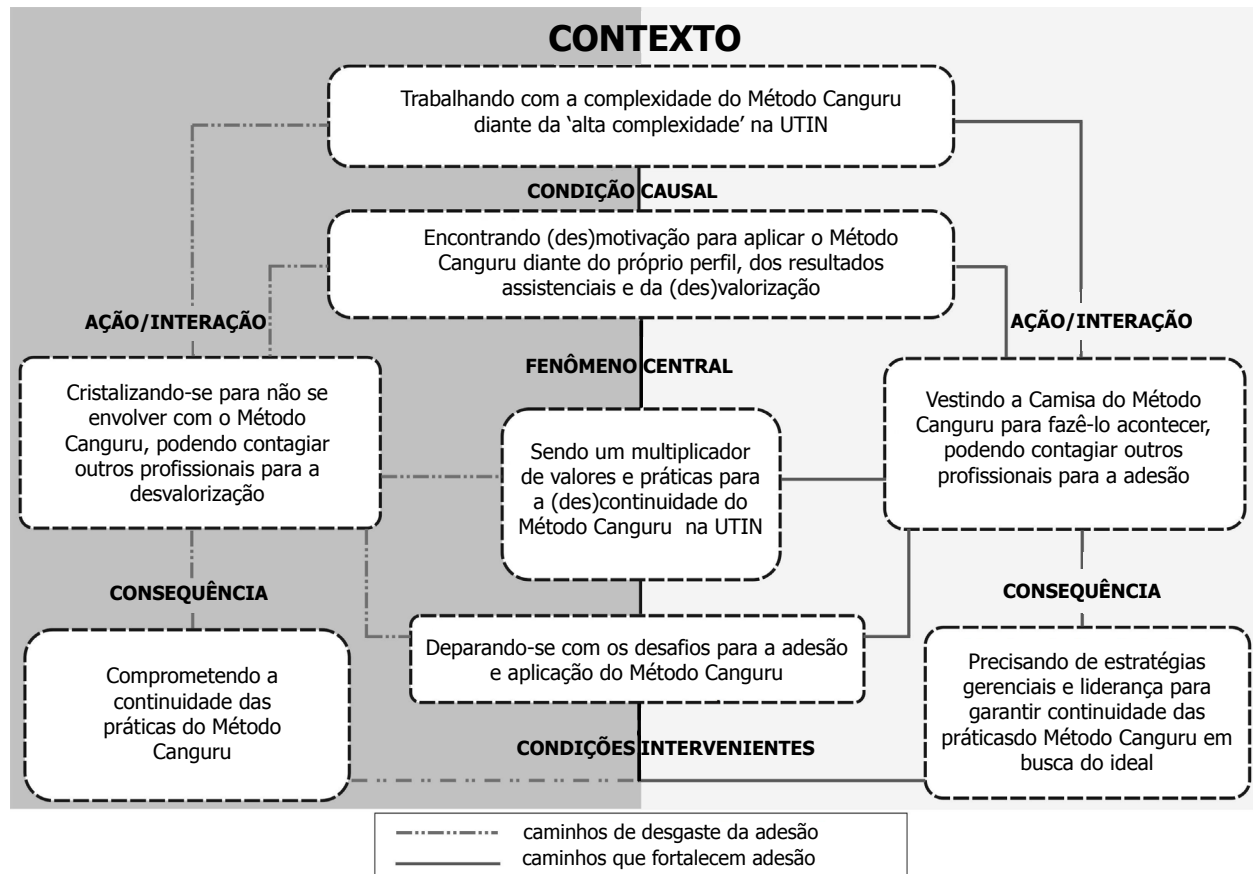 CONTEXTO
Trabalhando com a complexidade do Método Canguru
diante da ‘alta complexidade’ na UTIN
CONDIÇÃO CAUSAL
Encontrando (des)motivação para aplicar o Método
Canguru diante do próprio perfil, dos resultados
assistenciais e da (des)valorização
AÇÃO/INTERAÇÃO
Cristalizando-se para não se
envolver com o Método
Canguru, podendo contagiar
outros profissionais para a
desvalorização
FENÔMENO CENTRAL
Sendo um multiplicador
de valores e práticas para
a (des)continuidade do
Método Canguru na UTIN
AÇÃO/INTERAÇÃO
Vestindo a Camisa do Método
Canguru para fazê-lo acontecer,
podendo contagiar outros
profissionais para a adesão
CONSEQUÊNCIA
Comprometendo a
continuidade das
práticas do Método
Canguru
Deparando-se com os desafios para a adesão
e aplicação do Método Canguru
CONDIÇÕES INTERVENIENTES
CONSEQUÊNCIA
Precisando de estratégias
gerenciais e liderança para
garantir continuidade das
práticasdo Método Canguru em
busca do ideal
caminhos de desgaste da adesão
caminhos que fortalecem adesão